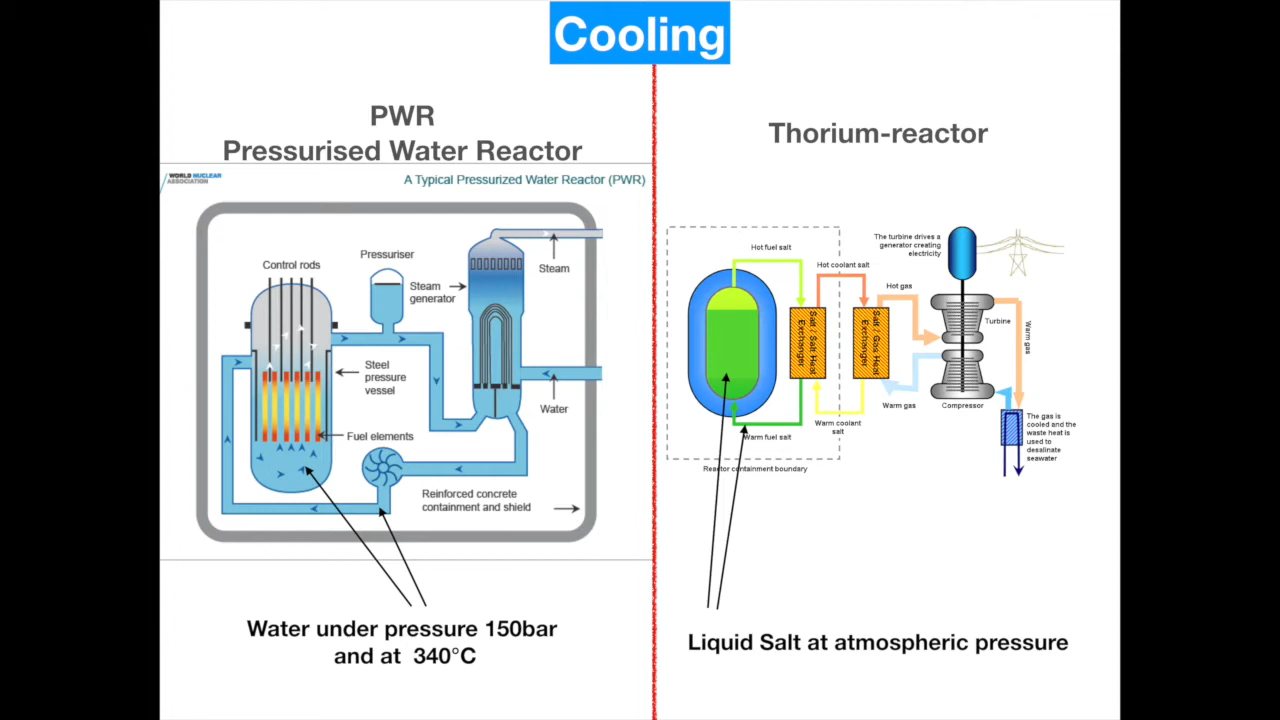 Cooling
PWR
Pressurised Water Reactor
WORLD NUCLEAR
ASSOCIATION
A Typical Pressurized Water Reactor (PWR)
Control rods
Pressuriser
Steam
generator
Steam
Steel
pressure
vessel
Water
Fuel elements
Reinforced concrete
containment and shield
Water under pressure 150bar
and at 340°C
Thorium-reactor
Hot fuel salt
Hot coolant salt
The turbine drives a
generator creating
electricity
Hot gas
Salt / Salt Heat
Exchanger
Salt / Gas Heat
Exchanger
Turbine
Warm gas
Warm gas
Compressor
Warm coolant
salt
Warm fuel salt
The gas is
cooled and the
waste heat is
used to
desalinate
seawater
Reactor containment boundary
Liquid Salt at atmospheric pressure